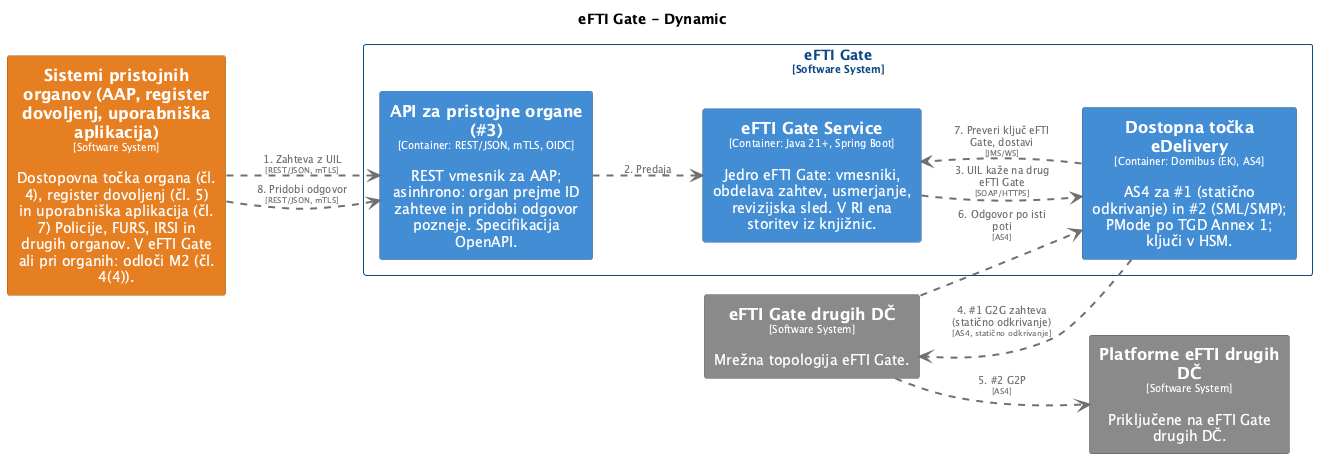 eFTI Gate – Dynamic
Sistemi pristojnih
organov (AAP, register
dovoljenj, uporabniška
aplikacija)
[Software System]
Dostopovna točka organa (čl.
4), register dovoljenj (čl. 5)
in uporabniška aplikacija (čl.
7) Policije, FURS, IRSI in
drugih organov. V eFTI Gate
ali pri organih: odloči M2 (čl.
4(4)).
1. Zahteva z UIL
[REST/JSON, mTLS]
8. Pridobi odgovor
[REST/JSON, mTLS]
eFTI Gate
[Software System]
API za pristojne organe
(#3)
[Container: REST/JSON, mTLS, OIDC]
REST vmesnik za AAP;
asinhrono: organ prejme ID
zahteve in pridobi odgovor
pozneje. Specifikacija
OpenAPI.
2. Predaja
eFTI Gate Service
[Container: Java 21+, Spring Boot]
Jedro eFTI Gate: vmesniki,
obdelava zahtev, usmerjanje,
revizijska sled. V RI ena
storitev iz knjižnic.
7. Preveri ključ eFTI
Gate, dostavi
[JMS/WS]
3. UIL kaže na drug
eFTI Gate
[SOAP/HTTPS]
6. Odgovor po isti
poti
[AS4]
Dostopna točka
eDelivery
[Container: Domibus (EK), AS4]
AS4 za #1 (statično
odkrivanje) in #2 (SML/SMP);
PMode po TGD Annex 1;
ključi v HSM.
eFTI Gate drugih DČ
[Software System]
Mrežna topologija eFTI Gate.
4. #1 G2G zahteva
(statično odkrivanje)
[AS4, statično odkrivanje]
5. #2 G2P
[AS4]
Platforme eFTI drugih
DČ
[Software System]
Priključene na eFTI Gate
drugih DČ.